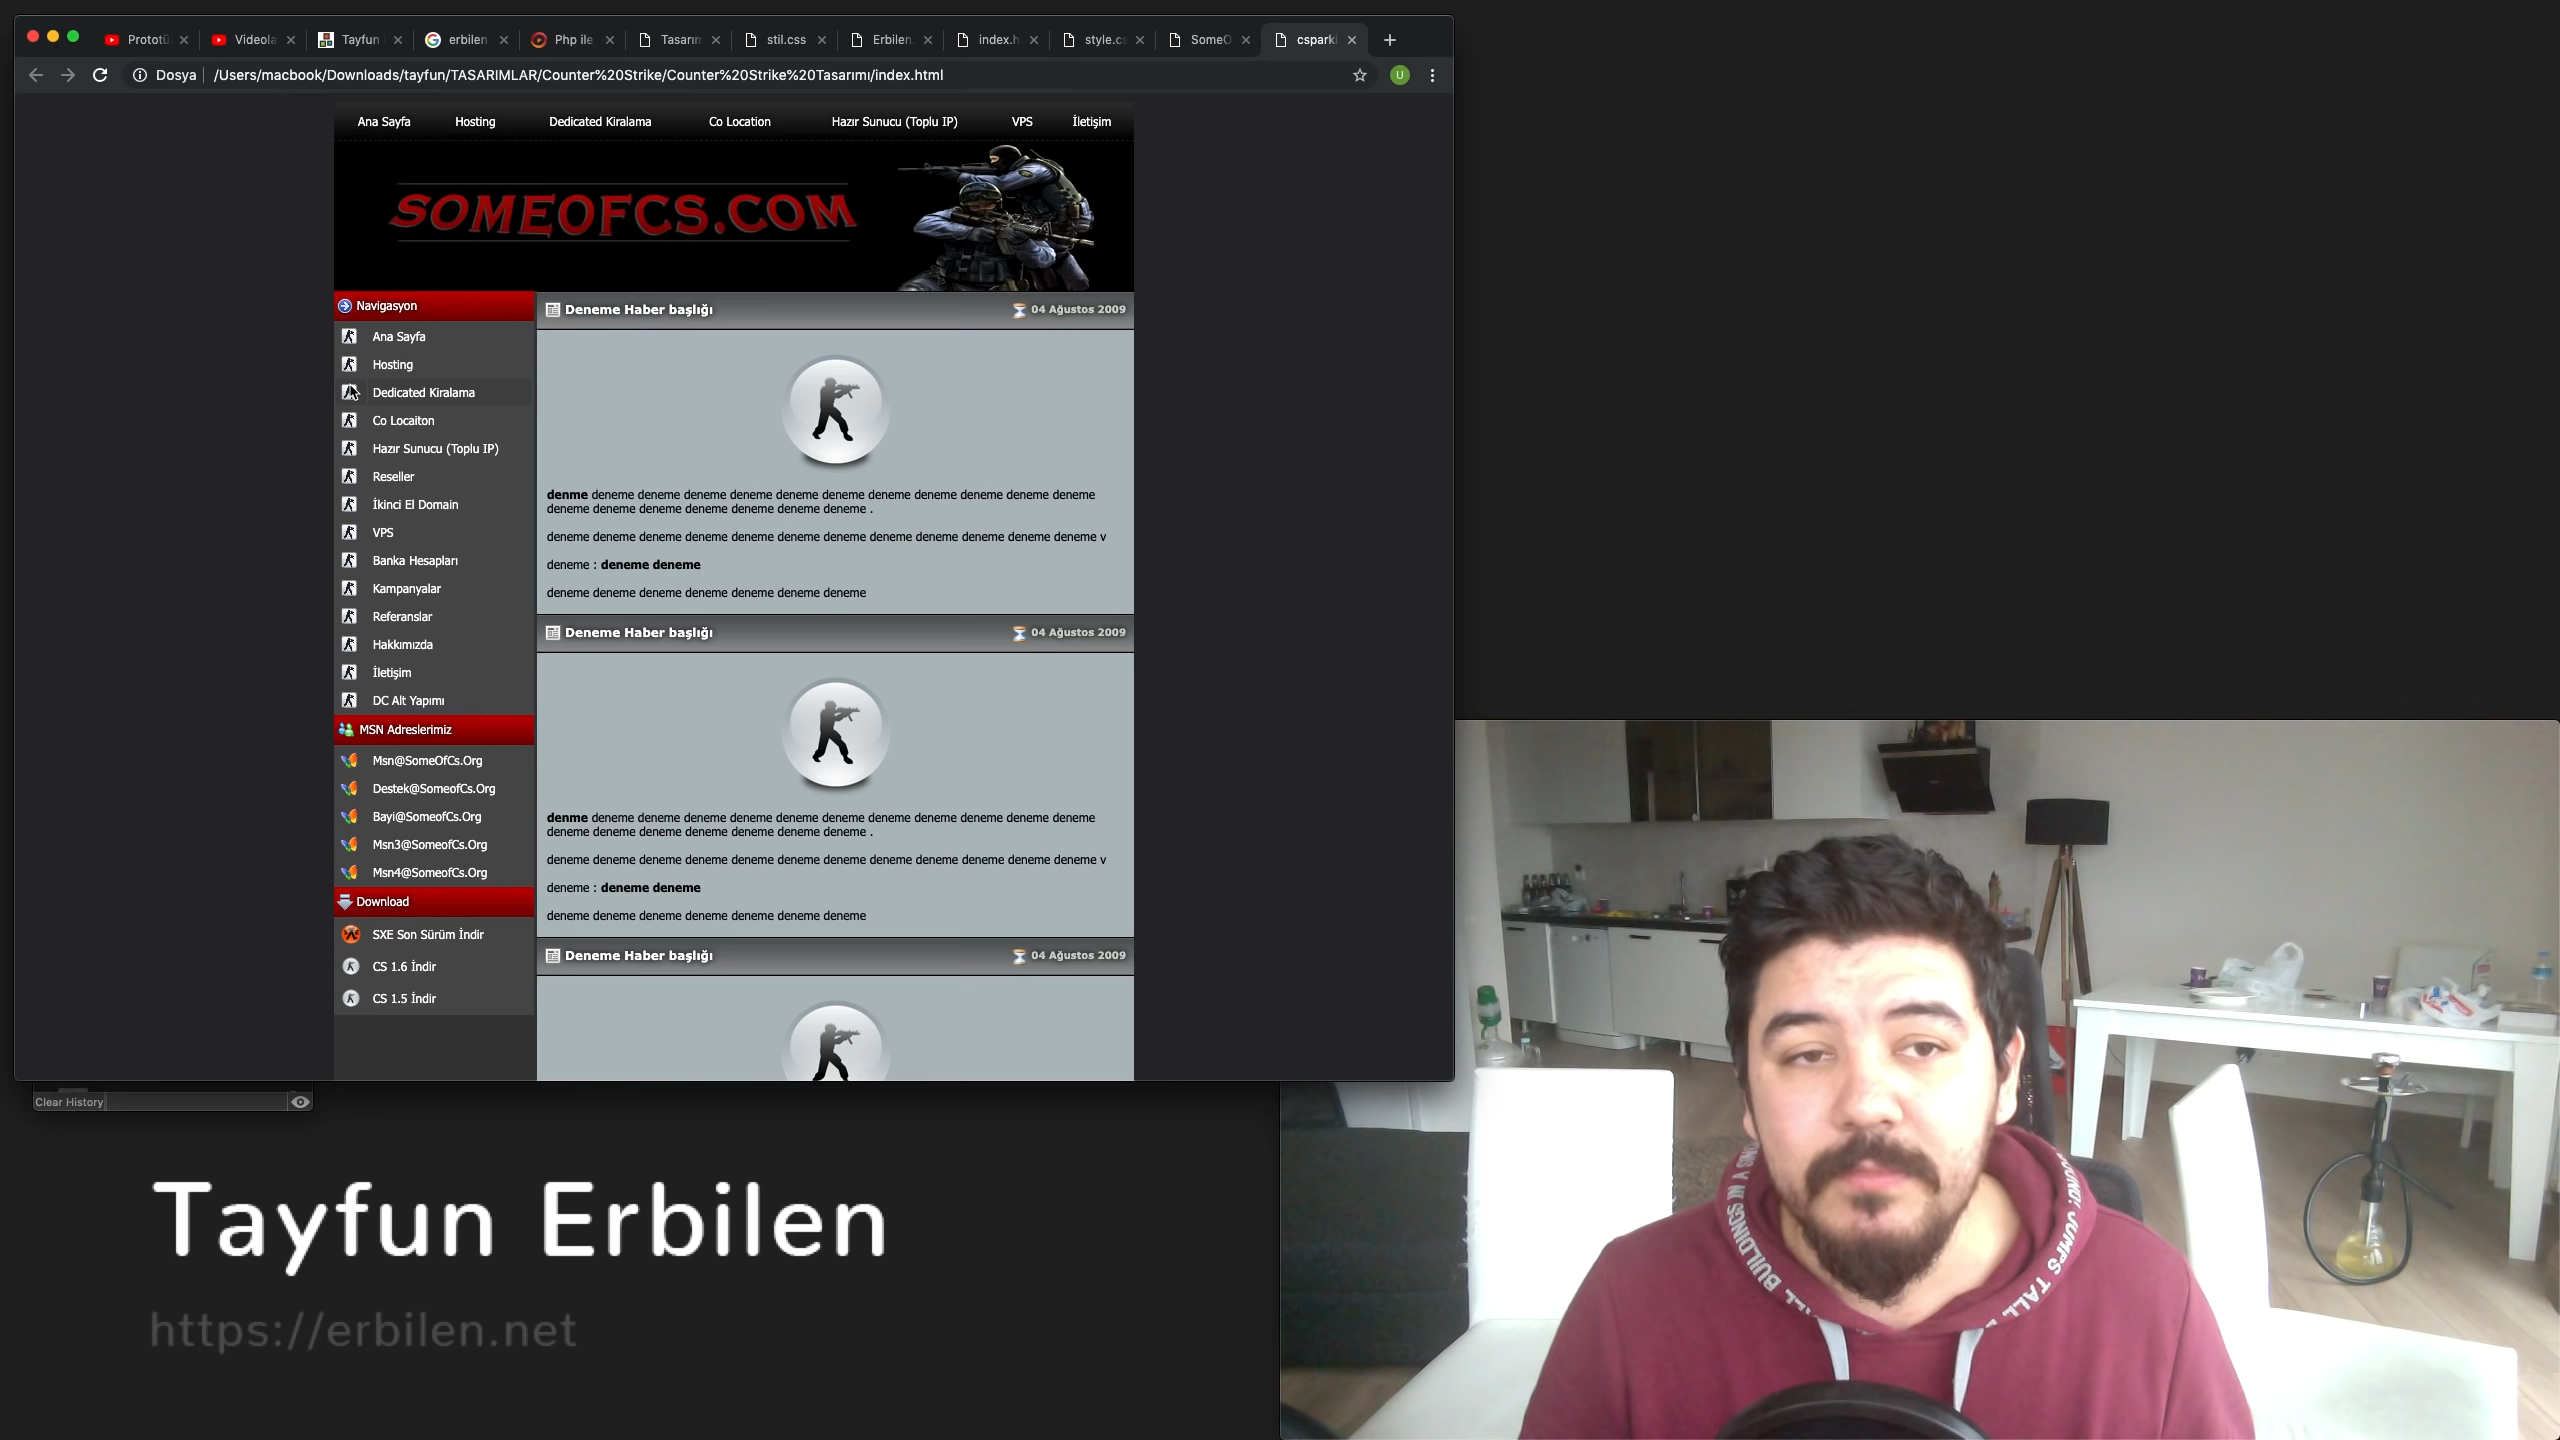 Prototü
Videola
Tayfun
erbilen
Php ile
Tasarım
stil.css
Erbilen.
index.h
style.cs
SomeO
csparki
Dosya
/Users/macbook/Downloads/tayfun/TASARIMLAR/Counter%20Strike/Counter%20Strike%20Tasarımı/index.html
U
Ana Sayfa
Hosting
Dedicated Kiralama
Co Location
Hazır Sunucu (Toplu IP)
VPS
İletişim
SOMEOFCS.COM
Navigasyon
Ana Sayfa
Hosting
Dedicated Kiralama
Co Locaiton
Hazır Sunucu (Toplu IP)
Reseller
İkinci El Domain
VPS
Banka Hesapları
Kampanyalar
Referanslar
Hakkımızda
İletişim
DC Alt Yapımı
MSN Adreslerimiz
Msn@SomeOfCs.Org
Destek@SomeofCs.Org
Bayi@SomeofCs.Org
Msn3@SomeofCs.Org
Msn4@SomeofCs.Org
Download
SXE Son Sürüm İndir
CS 1.6 İndir
CS 1.5 İndir
Deneme Haber başlığı
04 Ağustos 2009
denme deneme deneme deneme deneme deneme deneme deneme deneme deneme deneme deneme
deneme deneme deneme deneme deneme deneme deneme .
deneme deneme deneme deneme deneme deneme deneme deneme deneme deneme deneme deneme v
deneme : deneme deneme
deneme deneme deneme deneme deneme deneme deneme
Deneme Haber başlığı
04 Ağustos 2009
denme deneme deneme deneme deneme deneme deneme deneme deneme deneme deneme deneme
deneme deneme deneme deneme deneme deneme deneme .
deneme deneme deneme deneme deneme deneme deneme deneme deneme deneme deneme deneme v
deneme : deneme deneme
deneme deneme deneme deneme deneme deneme deneme
Deneme Haber başlığı
04 Ağustos 2009
Clear History
Tayfun Erbilen
https://erbilen.net
BUILDINGS
JUMPS TALL